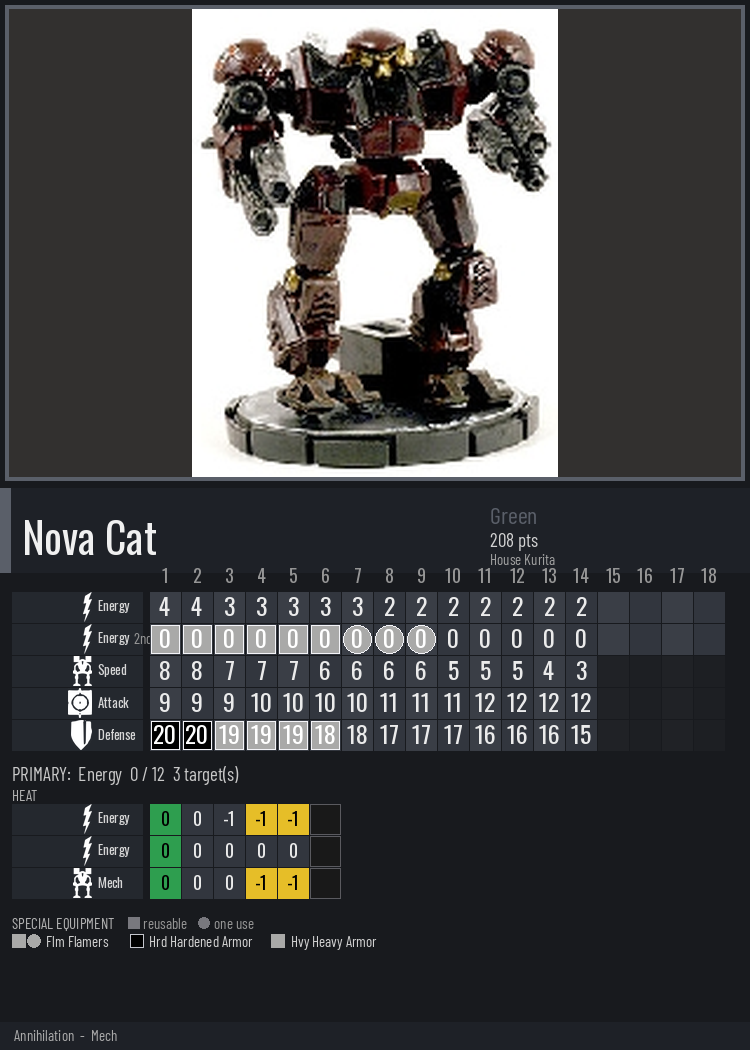 Nova Cat
Green
208 pts
House Kurita
1 2 3 4 5 6 7 8 9 10 11 12 13 14 15 16 17 18
Energy 4 4 3 3 3 3 3 2 2 2 2 2 2 2
Energy 2nd 0 0 0 0 0 0 0 0 0 0 0 0 0 0
Speed 8 8 7 7 7 6 6 6 6 5 5 5 4 3
Attack 9 9 9 10 10 10 10 11 11 11 12 12 12 12
Defense 20 20 19 19 19 18 18 17 17 17 16 16 16 15
PRIMARY: Energy 0 / 12 3 target(s)
HEAT
Energy 0 0 -1 -1 -1
Energy 0 0 0 0 0
Mech 0 0 0 -1 -1
SPECIAL EQUIPMENT reusable one use
Flm Flamers Hrd Hardened Armor Hvy Heavy Armor
Annihilation - Mech